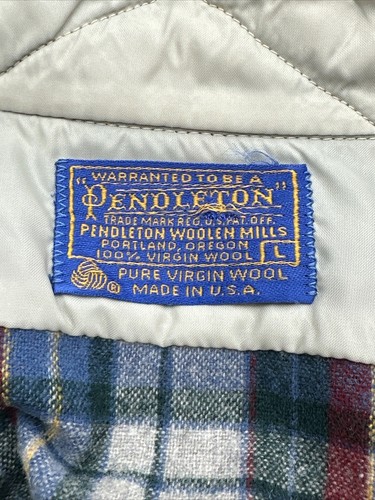 WARRANTED TO BE A
"PENDLETON"
TRADE MARK REG. U.S. PAT. OFF.
PENDLETON WOOLEN MILLS
PORTLAND, OREGON
100% VIRGIN WOOL L
® PURE VIRGIN WOOL
MADE IN U.S.A.